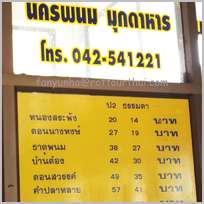 นครพนม มุกดาหาร
โทร. 042-541221
tanyunho@roitourthai.com
ป2 ธรรมดา
หนองสระพัง 20 14 บาท
ดอนนางหงษ์ 27 19 บาท
ธาตุพนม 38 27 บาท
บ้านต้อง 42 30 บาท
ดอนสวรรค์ 49 35 บาท
คำปลาหลาย 57 41 บาท